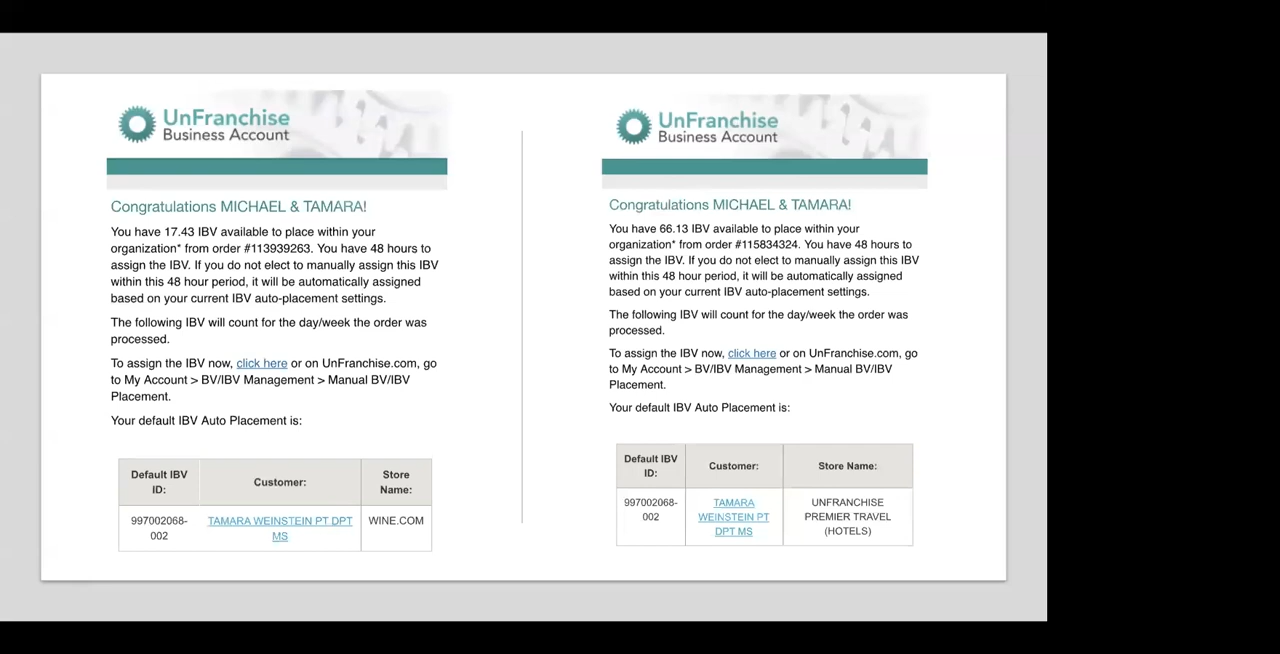 UnFranchise
Business Account
Congratulations MICHAEL & TAMARA!
You have 17.43 IBV available to place within your
organization* from order #113939263. You have 48 hours to
assign the IBV. If you do not elect to manually assign this IBV
within this 48 hour period, it will be automatically assigned
based on your current IBV auto-placement settings.
The following IBV will count for the day/week the order was
processed.
To assign the IBV now, click here or on UnFranchise.com, go
to My Account > BV/IBV Management > Manual BV/IBV
Placement.
Your default IBV Auto Placement is:
Default IBV
ID:
Customer:
Store
Name:
997002068-
002
TAMARA WEINSTEIN PT DPT
MS
WINE.COM
UnFranchise
Business Account
Congratulations MICHAEL & TAMARA!
You have 66.13 IBV available to place within your
organization* from order #115834324. You have 48 hours to
assign the IBV. If you do not elect to manually assign this IBV
within this 48 hour period, it will be automatically assigned
based on your current IBV auto-placement settings.
The following IBV will count for the day/week the order was
processed.
To assign the IBV now, click here or on UnFranchise.com, go
to My Account > BV/IBV Management > Manual BV/IBV
Placement.
Your default IBV Auto Placement is:
Default IBV
ID:
Customer:
Store Name:
997002068-
002
TAMARA
WEINSTEIN PT
DPT MS
UNFRANCHISE
PREMIER TRAVEL
(HOTELS)